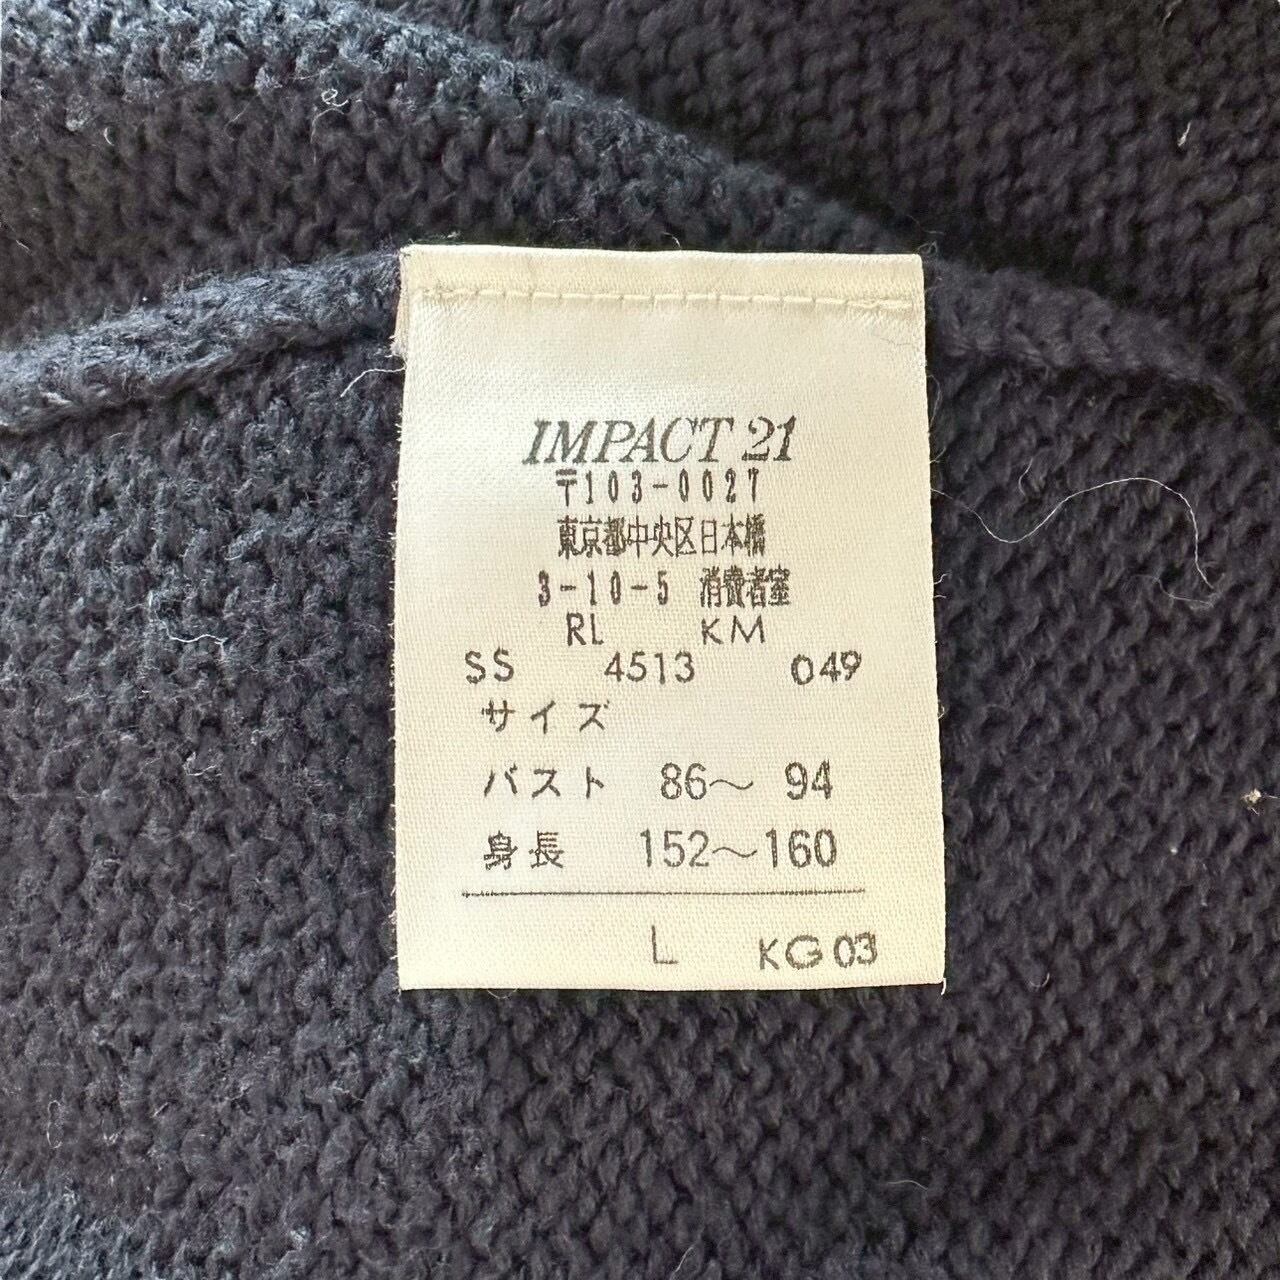 IMPACT 21
〒103-0027
東京都中央区日本橋
3-10-5 消費者室
RL KM
SS 4513 049
サイズ
バスト 86〜 94
身長 152〜160
L KG03